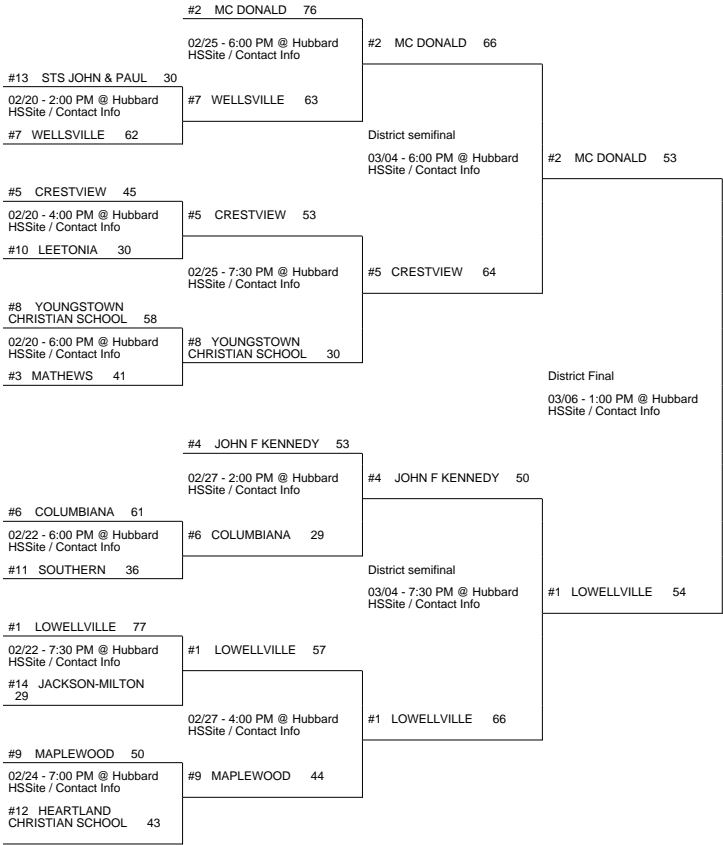 #2 MC DONALD 76
02/25 - 6:00 PM @ Hubbard
HSSite / Contact Info
#2 MC DONALD 66
#13 STS JOHN & PAUL 30
02/20 - 2:00 PM @ Hubbard
HSSite / Contact Info
#7 WELLSVILLE 63
#7 WELLSVILLE 62
District semifinal
03/04 - 6:00 PM @ Hubbard
HSSite / Contact Info
#2 MC DONALD 53
#5 CRESTVIEW 45
02/20 - 4:00 PM @ Hubbard
HSSite / Contact Info
#5 CRESTVIEW 53
#10 LEETONIA 30
02/25 - 7:30 PM @ Hubbard
HSSite / Contact Info
#5 CRESTVIEW 64
#8 YOUNGSTOWN
CHRISTIAN SCHOOL 58
02/20 - 6:00 PM @ Hubbard
HSSite / Contact Info
#8 YOUNGSTOWN
CHRISTIAN SCHOOL 30
#3 MATHEWS 41
District Final
03/06 - 1:00 PM @ Hubbard
HSSite / Contact Info
#4 JOHN F KENNEDY 53
02/27 - 2:00 PM @ Hubbard
HSSite / Contact Info
#4 JOHN F KENNEDY 50
#6 COLUMBIANA 61
02/22 - 6:00 PM @ Hubbard
HSSite / Contact Info
#6 COLUMBIANA 29
#11 SOUTHERN 36
District semifinal
03/04 - 7:30 PM @ Hubbard
HSSite / Contact Info
#1 LOWELLVILLE 54
#1 LOWELLVILLE 77
02/22 - 7:30 PM @ Hubbard
HSSite / Contact Info
#1 LOWELLVILLE 57
#14 JACKSON-MILTON
29
02/27 - 4:00 PM @ Hubbard
HSSite / Contact Info
#1 LOWELLVILLE 66
#9 MAPLEWOOD 50
02/24 - 7:00 PM @ Hubbard
HSSite / Contact Info
#9 MAPLEWOOD 44
#12 HEARTLAND
CHRISTIAN SCHOOL 43